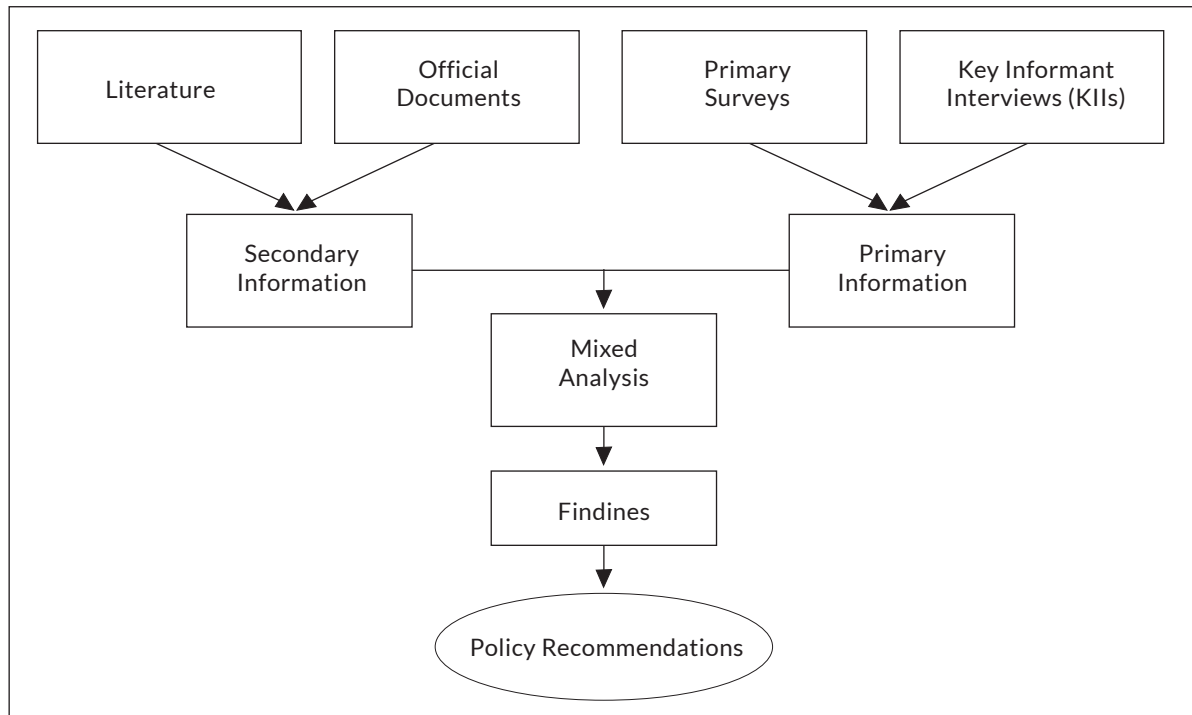 Literature
Official
Documents
Primary
Surveys
Key Informant
Interviews (KIIs)
Secondary
Information
Primary
Information
Mixed
Analysis
Findines
Policy Recommendations